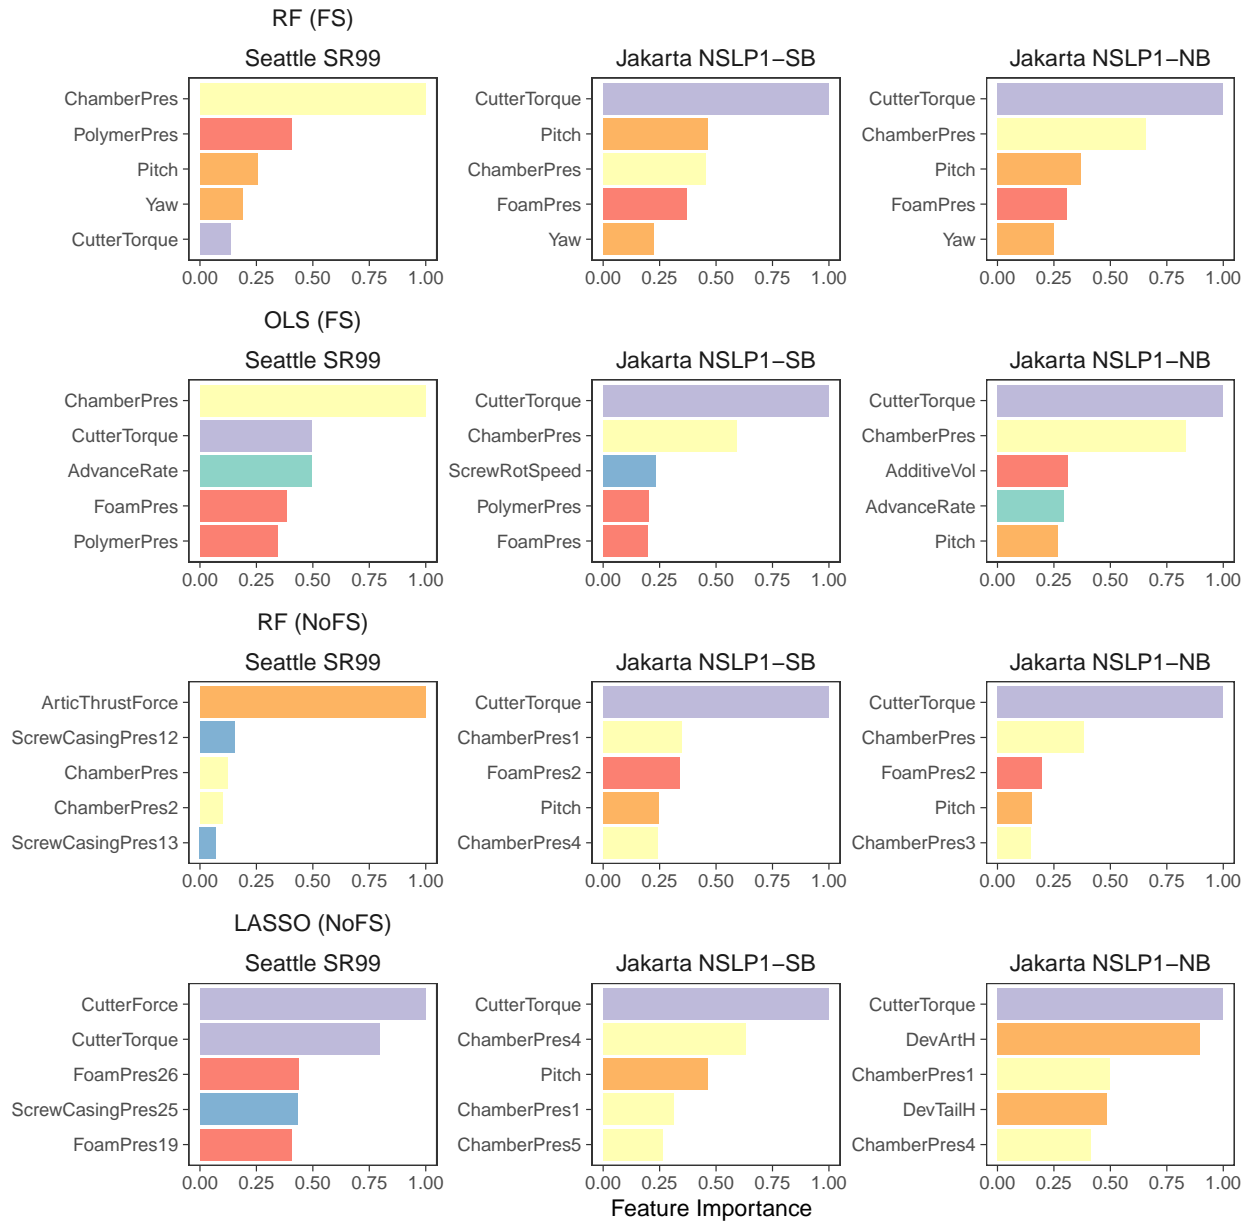 RF (FS)
Seattle SR99
ChamberPres
PolymerPres
Pitch
Yaw
CutterTorque
0.00 0.25 0.50 0.75 1.00
Jakarta NSLP1−SB
CutterTorque
Pitch
ChamberPres
FoamPres
Yaw
0.00 0.25 0.50 0.75 1.00
Jakarta NSLP1−NB
CutterTorque
ChamberPres
Pitch
FoamPres
Yaw
0.00 0.25 0.50 0.75 1.00
OLS (FS)
Seattle SR99
ChamberPres
CutterTorque
AdvanceRate
FoamPres
PolymerPres
0.00 0.25 0.50 0.75 1.00
Jakarta NSLP1−SB
CutterTorque
ChamberPres
ScrewRotSpeed
PolymerPres
FoamPres
0.00 0.25 0.50 0.75 1.00
Jakarta NSLP1−NB
CutterTorque
ChamberPres
AdditiveVol
AdvanceRate
Pitch
0.00 0.25 0.50 0.75 1.00
RF (NoFS)
Seattle SR99
ArticThrustForce
ScrewCasingPres12
ChamberPres
ChamberPres2
ScrewCasingPres13
0.00 0.25 0.50 0.75 1.00
Jakarta NSLP1−SB
CutterTorque
ChamberPres1
FoamPres2
Pitch
ChamberPres4
0.00 0.25 0.50 0.75 1.00
Jakarta NSLP1−NB
CutterTorque
ChamberPres
FoamPres2
Pitch
ChamberPres3
0.00 0.25 0.50 0.75 1.00
LASSO (NoFS)
Seattle SR99
CutterForce
CutterTorque
FoamPres26
ScrewCasingPres25
FoamPres19
0.00 0.25 0.50 0.75 1.00
Jakarta NSLP1−SB
CutterTorque
ChamberPres4
Pitch
ChamberPres1
ChamberPres5
0.00 0.25 0.50 0.75 1.00
Jakarta NSLP1−NB
CutterTorque
DevArtH
ChamberPres1
DevTailH
ChamberPres4
0.00 0.25 0.50 0.75 1.00
Feature Importance